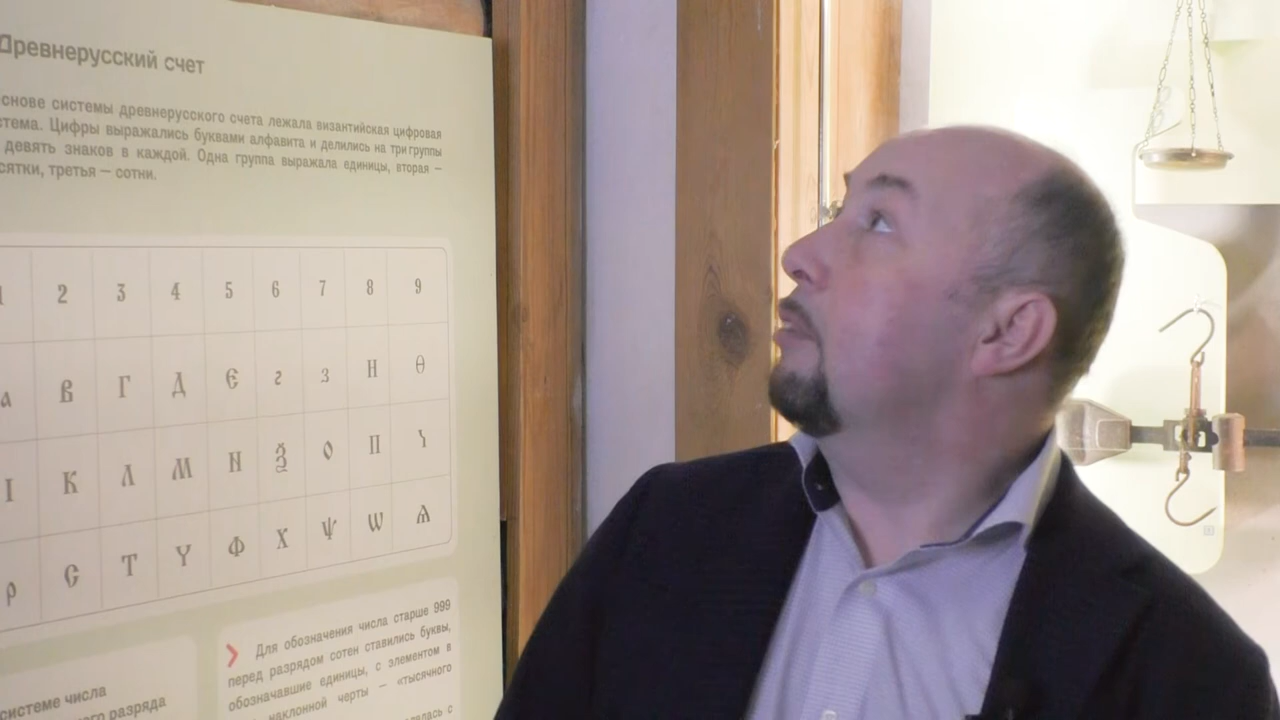 Древнерусский счет
основе системы древнерусского счета лежала византийская цифровая
стема. Цифры выражались буквами алфавита и делились на три группы
девять знаков в каждой. Одна группа выражала единицы, вторая —
сятки, третья — сотни.
1 2 3 4 5 6 7 8 9
а в г д є ѕ з н ѳ
і к л м н ѯ о п ч
р с т у ф х ѱ ѡ ѧ
Для обозначения числа старше 999
перед разрядом сотен ставились буквы,
обозначавшие единицы, с элементом в
наклонной черты — «тысячного
системе числа
разряда